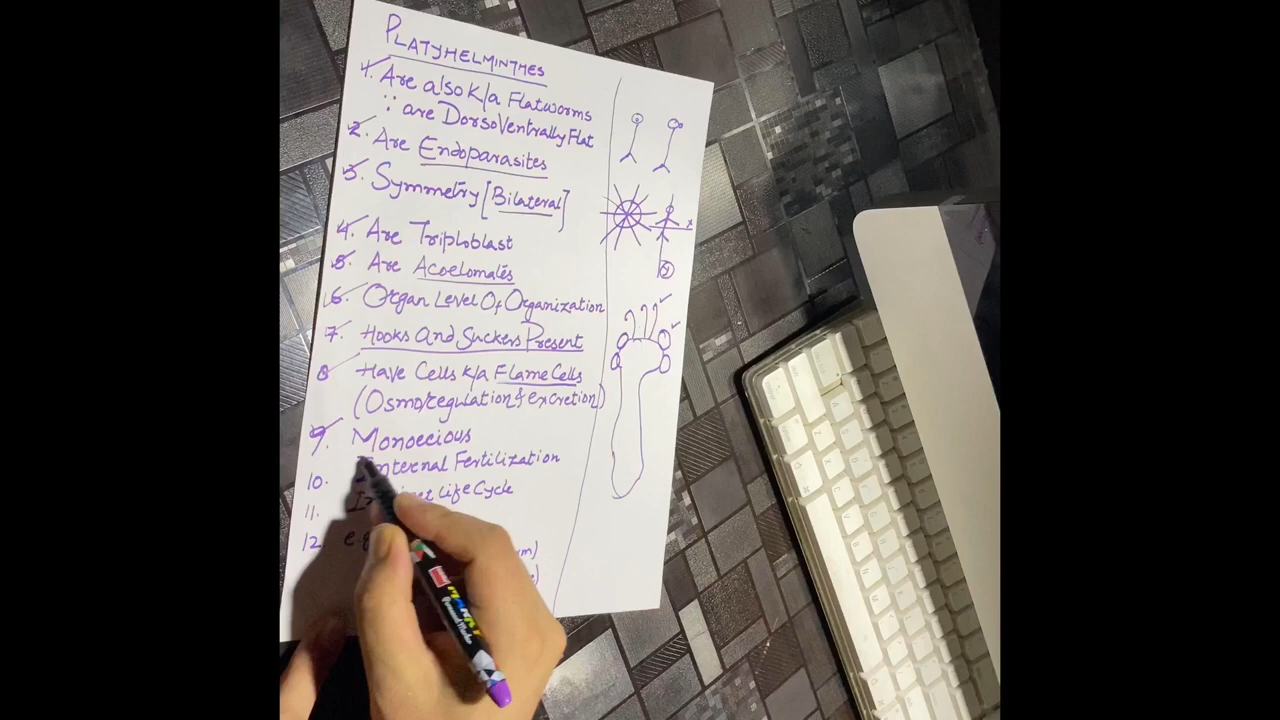 PLATYHELMINTHES
1. Are also K/a Flatworms
∵ are DorsoVentrally Flat
2. Are Endoparasites
3. Symmetry [Bilateral]
4. Are Triploblast
5. Are Acoelomates
6. Organ Level Of Organization
7. Hooks And Suckers Present
8 Have Cells k/a Flame Cells
(Osmoregulation & excretion)
9. Monoecious
10. Internal Fertilization
11. Life Cycle
12. e.g